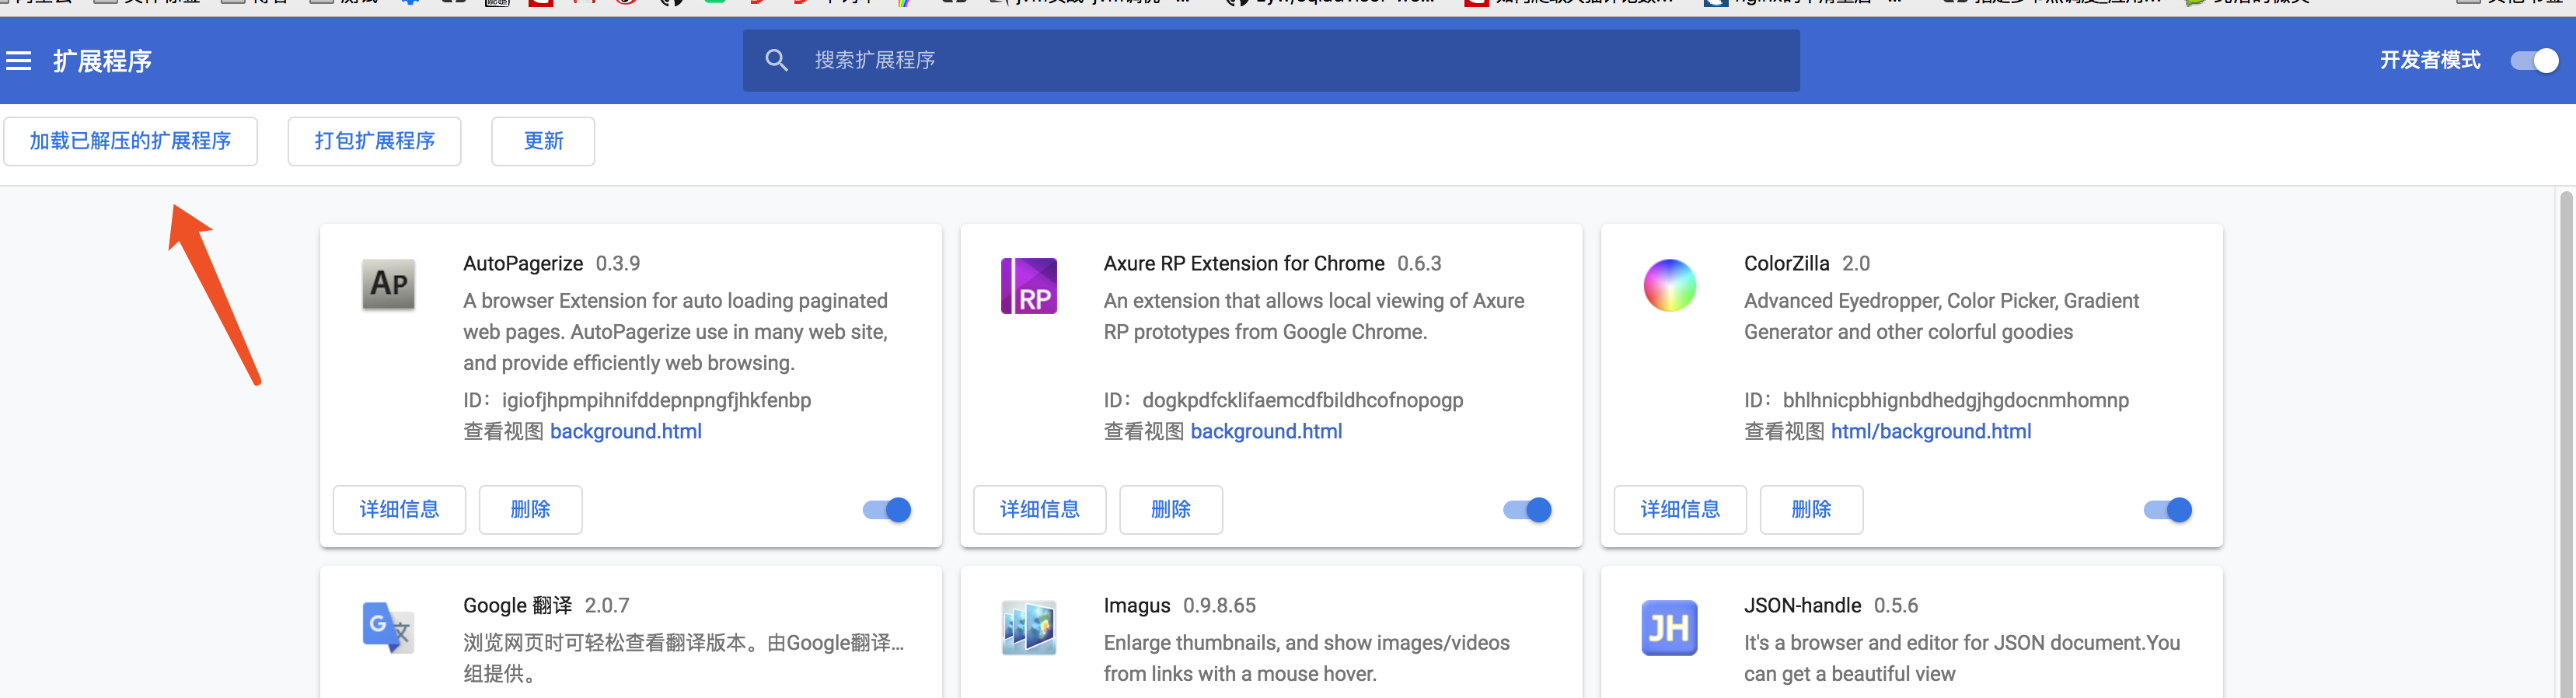 扩展程序
搜索扩展程序
开发者模式
加载已解压的扩展程序
打包扩展程序
更新
AP
AutoPagerize 0.3.9
A browser Extension for auto loading paginated
web pages. AutoPagerize use in many web site,
and provide efficiently web browsing.
ID：igiofjhpmpihnifddepnpngfjhkfenbp
查看视图 background.html
详细信息
删除
RP
Axure RP Extension for Chrome 0.6.3
An extension that allows local viewing of Axure
RP prototypes from Google Chrome.
ID：dogkpdfcklifaemcdfbildhcofnopogp
查看视图 background.html
详细信息
删除
ColorZilla 2.0
Advanced Eyedropper, Color Picker, Gradient
Generator and other colorful goodies
ID：bhlhnicpbhignbdhedgjhgdocnmhomnp
查看视图 html/background.html
详细信息
删除
G 文
Google 翻译 2.0.7
浏览网页时可轻松查看翻译版本。由Google翻译...
组提供。
Imagus 0.9.8.65
Enlarge thumbnails, and show images/videos
from links with a mouse hover.
JH
JSON-handle 0.5.6
It's a browser and editor for JSON document.You
can get a beautiful view